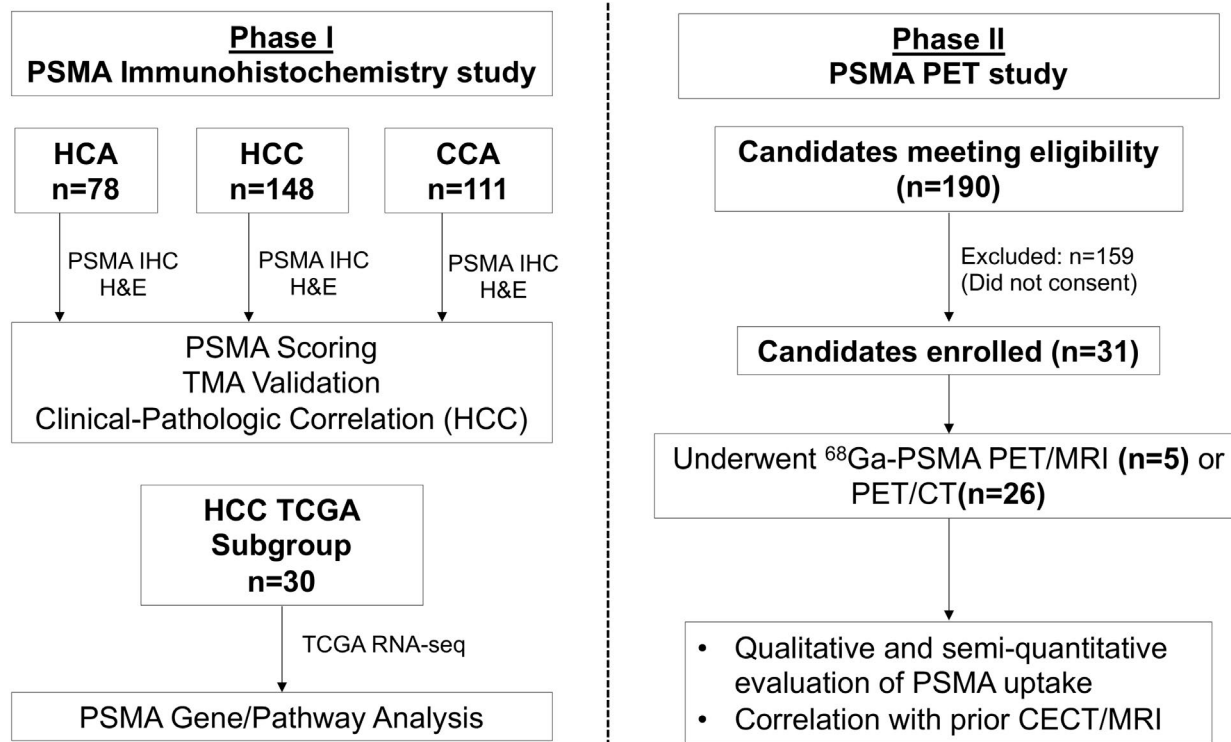 Phase I
PSMA Immunohistochemistry study
HCA
n=78
HCC
n=148
CCA
n=111
PSMA IHC
H&E
PSMA IHC
H&E
PSMA IHC
H&E
PSMA Scoring
TMA Validation
Clinical-Pathologic Correlation (HCC)
HCC TCGA
Subgroup
n=30
TCGA RNA-seq
PSMA Gene/Pathway Analysis
Phase II
PSMA PET study
Candidates meeting eligibility
(n=190)
Excluded: n=159
(Did not consent)
Candidates enrolled (n=31)
Underwent ⁶⁸Ga-PSMA PET/MRI (n=5) or
PET/CT(n=26)
• Qualitative and semi-quantitative
evaluation of PSMA uptake
• Correlation with prior CECT/MRI